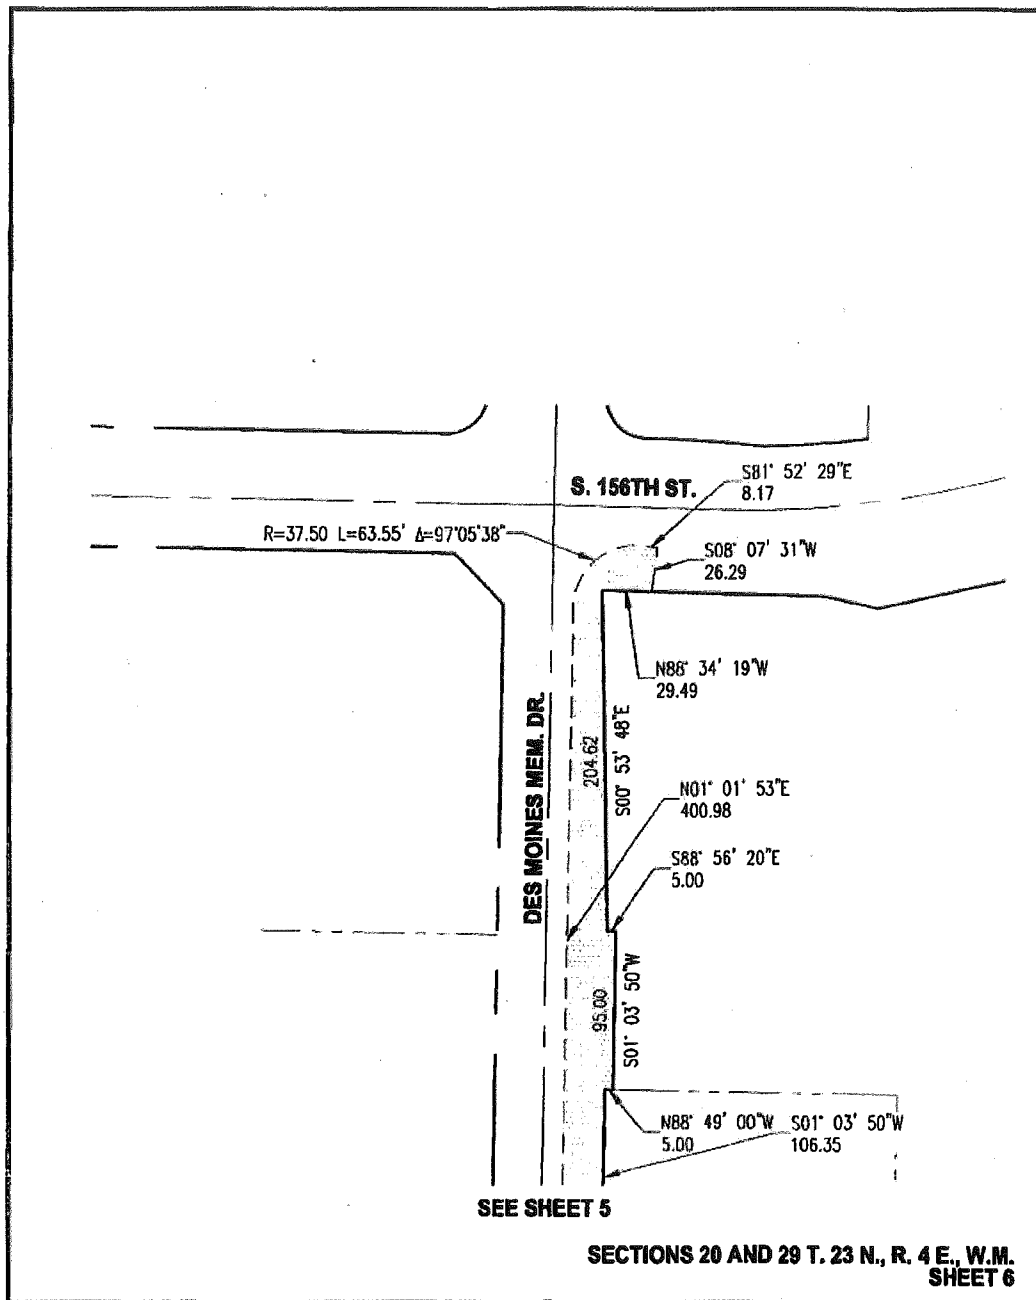 S. 156TH ST.
S81° 52' 29"E
8.17
R=37.50 L=63.55' Δ=97°05'38"
S08° 07' 31"W
26.29
N88° 34' 19"W
29.49
DES MOINES MEM. DR.
204.62
S00° 53' 48"E
N01° 01' 53"E
400.98
S88° 56' 20"E
5.00
95.00
S01° 03' 50"W
N88° 49' 00"W
5.00
S01° 03' 50"W
106.35
SEE SHEET 5
SECTIONS 20 AND 29 T. 23 N., R. 4 E., W.M.
SHEET 6